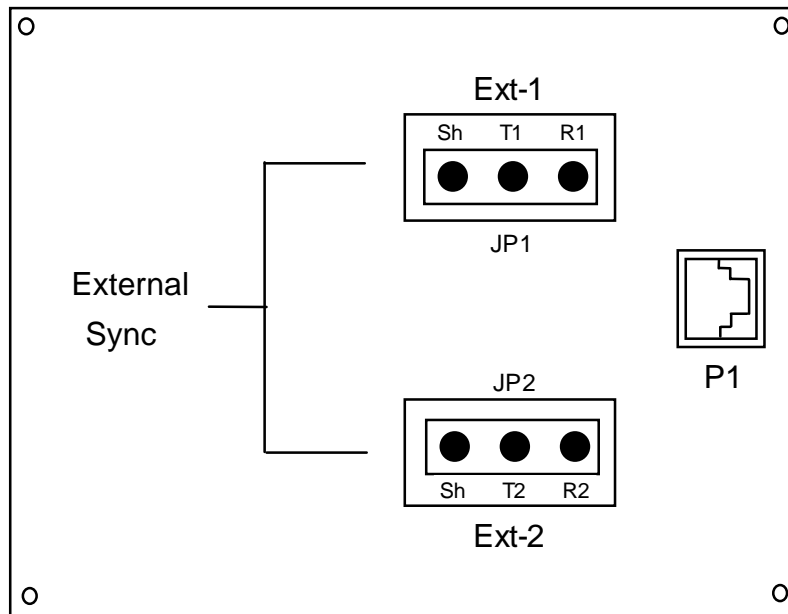 Ext-1
Sh T1 R1
JP1
External
Sync
P1
JP2
Sh T2 R2
Ext-2